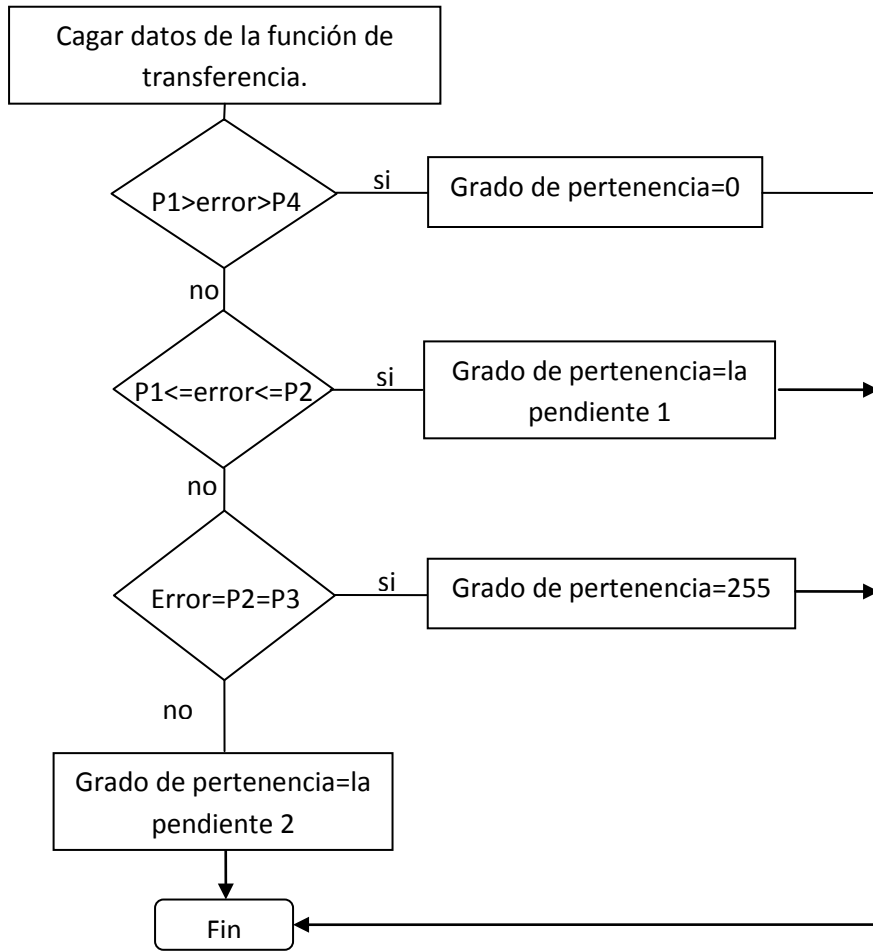 Cagar datos de la función de
transferencia.
P1>error>P4
si
Grado de pertenencia=0
no
P1<=error<=P2
si
Grado de pertenencia=la
pendiente 1
no
Error=P2=P3
si
Grado de pertenencia=255
no
Grado de pertenencia=la
pendiente 2
Fin